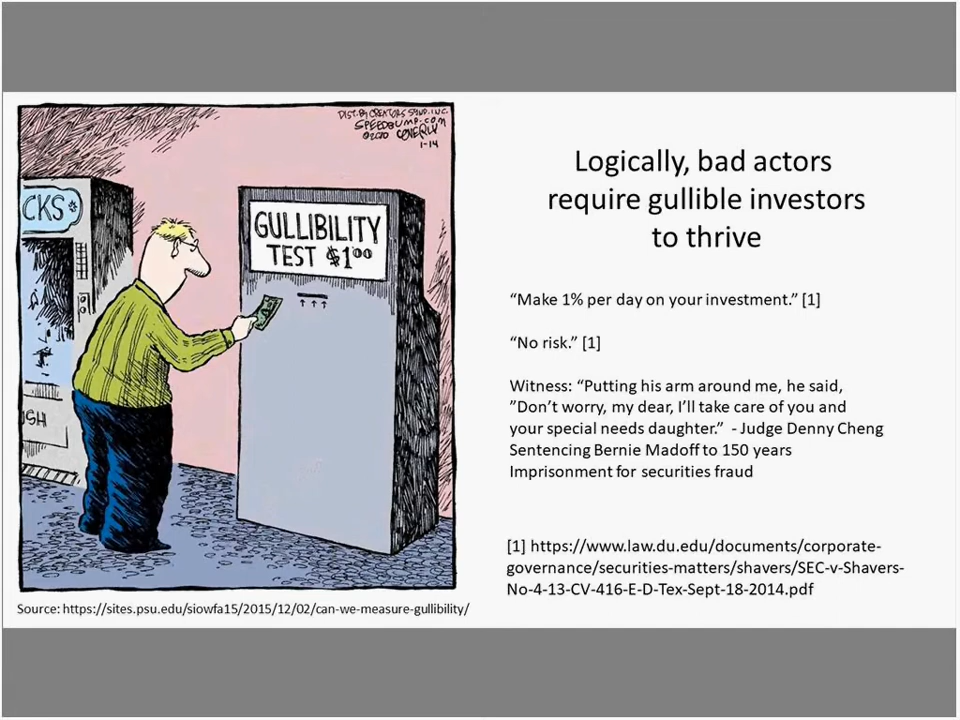 DIST. BY CREATORS SYND. INC.
SPEEDBUMP.COM
©2010 COVERLY
1-14
CKS
GULLIBILITY
TEST $1.00
USH
Logically, bad actors
require gullible investors
to thrive
“Make 1% per day on your investment.” [1]
“No risk.” [1]
Witness: “Putting his arm around me, he said,
”Don’t worry, my dear, I’ll take care of you and
your special needs daughter.”  - Judge Denny Cheng
Sentencing Bernie Madoff to 150 years
Imprisonment for securities fraud
[1] https://www.law.du.edu/documents/corporate-
governance/securities-matters/shavers/SEC-v-Shavers-
No-4-13-CV-416-E-D-Tex-Sept-18-2014.pdf
Source: https://sites.psu.edu/siowfa15/2015/12/02/can-we-measure-gullibility/